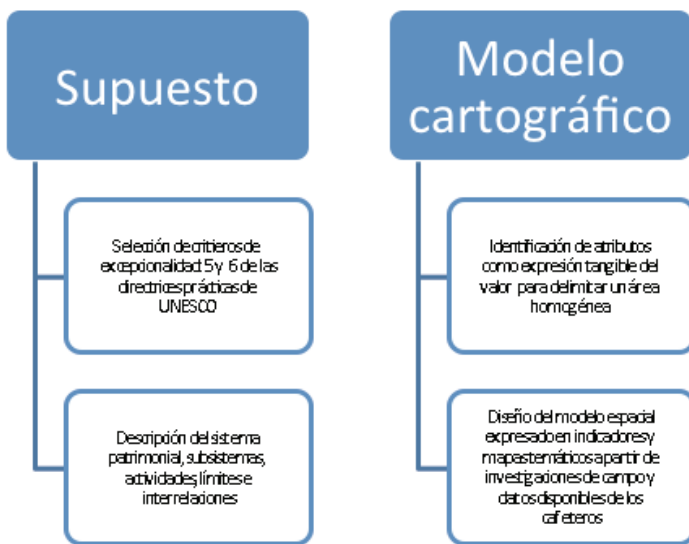 Supuesto
Selección de critieros de
excepcionalidad: 5 y 6 de las
directrices prácticas de
UNESCO
Descripción del sistema
patrimonial, subsistemas,
actividades, límites e
interrelaciones
Modelo
cartográfico
Identificación de atributos
como expresión tangible del
valor para delimitar un área
homogénea
Diseño del modelo espacial
expresado en indicadores y
mapas temáticos a partir de
investigaciones de campo y
datos disponibles de los
cafeteros